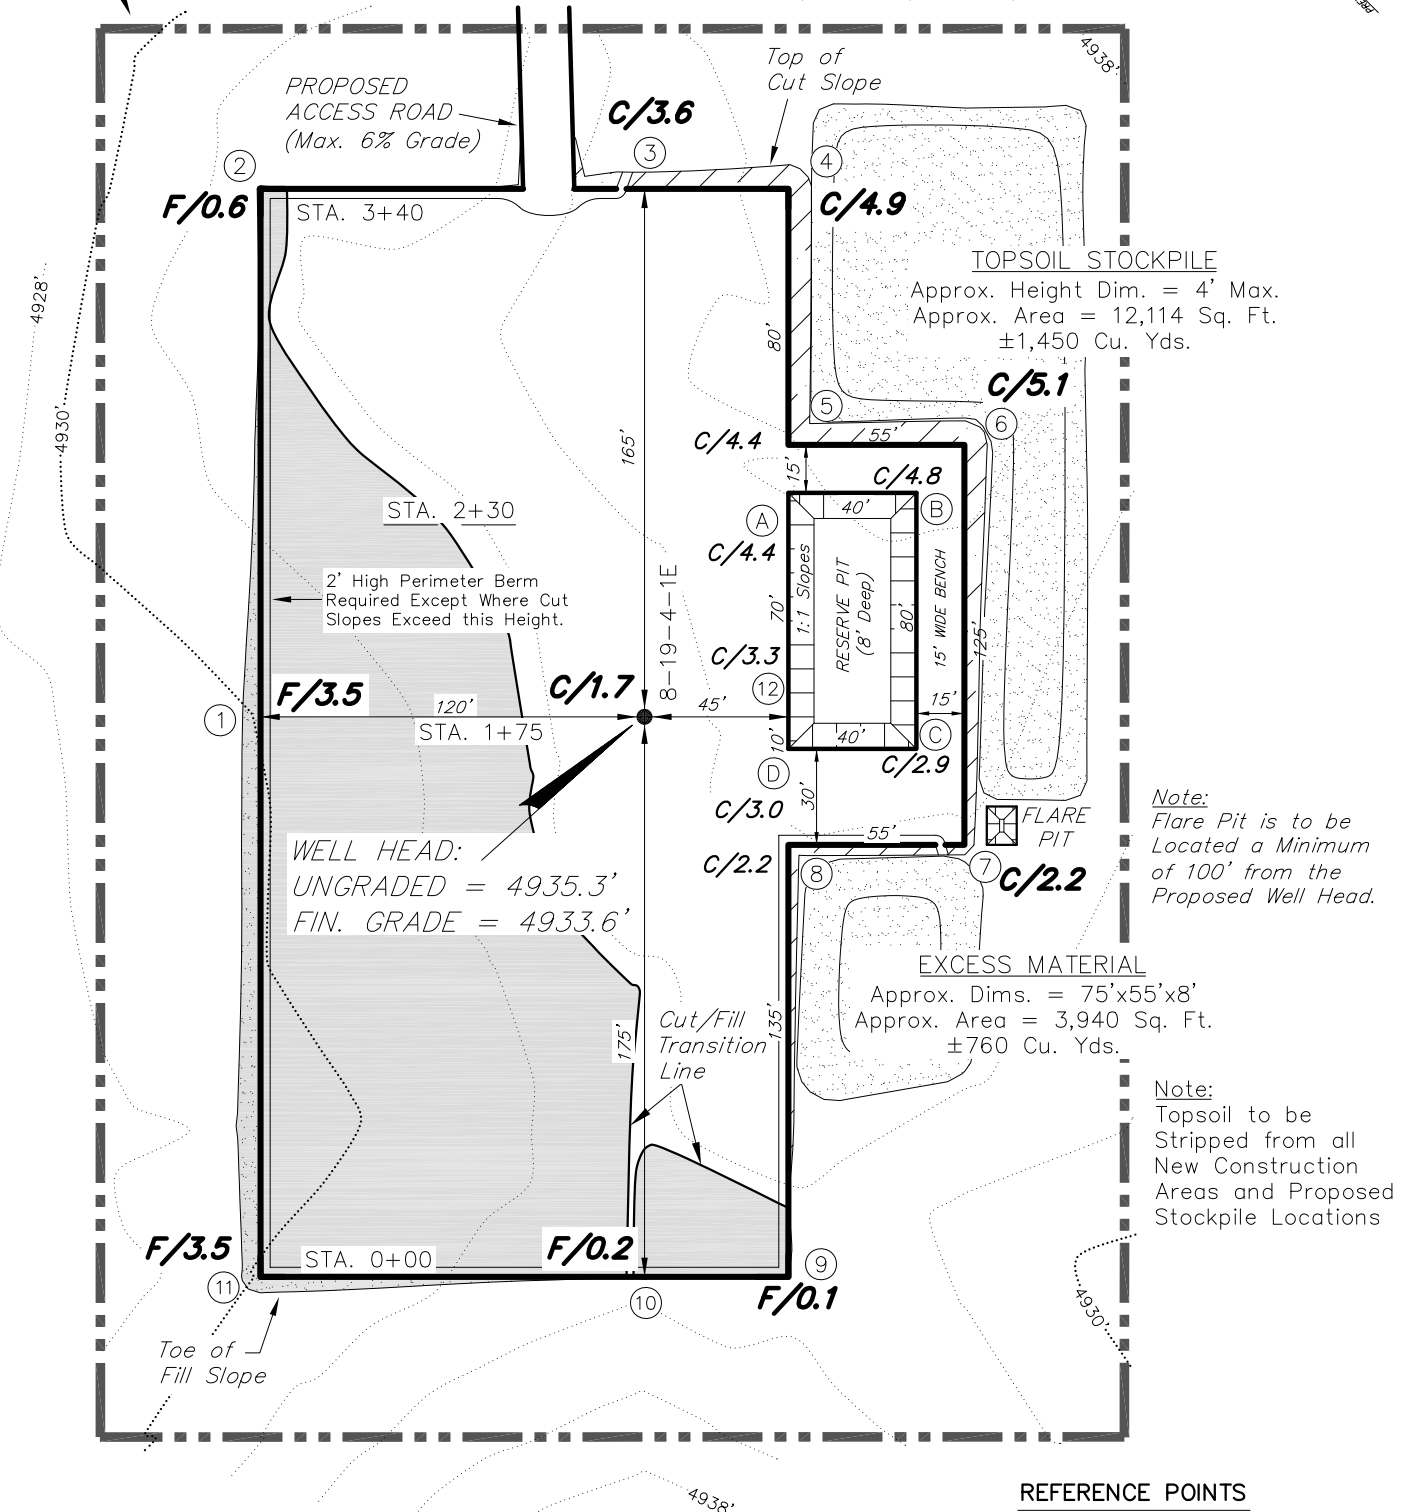 4938'
Top of
Cut Slope
PROPOSED
ACCESS ROAD
(Max. 6% Grade)
C/3.6
3
2
4
F/0.6
STA. 3+40
C/4.9
TOPSOIL STOCKPILE
Approx. Height Dim. = 4' Max.
Approx. Area = 12,114 Sq. Ft.
±1,450 Cu. Yds.
4928'
80'
C/5.1
5
6
4930'
165'
C/4.4
55'
15'
C/4.8
STA. 2+30
40'
A
B
C/4.4
2' High Perimeter Berm
Required Except Where Cut
Slopes Exceed this Height.
8-19-4-1E
70'
1:1 Slopes
RESERVE PIT
(8' Deep)
80'
15' WIDE BENCH
125'
C/3.3
12
F/3.5
C/1.7
1
120'
45'
15'
STA. 1+75
10'
40'
C
D
C/2.9
C/3.0
30'
FLARE
PIT
Note:
Flare Pit is to be
Located a Minimum
of 100' from the
Proposed Well Head.
55'
WELL HEAD:
UNGRADED = 4935.3'
FIN. GRADE = 4933.6'
C/2.2
8
7
C/2.2
EXCESS MATERIAL
Approx. Dims. = 75'x55'x8'
Approx. Area = 3,940 Sq. Ft.
±760 Cu. Yds.
175'
Cut/Fill
Transition
Line
135'
Note:
Topsoil to be
Stripped from all
New Construction
Areas and Proposed
Stockpile Locations
F/3.5
STA. 0+00
F/0.2
9
F/0.1
11
10
4930'
Toe of
Fill Slope
4938'
REFERENCE POINTS